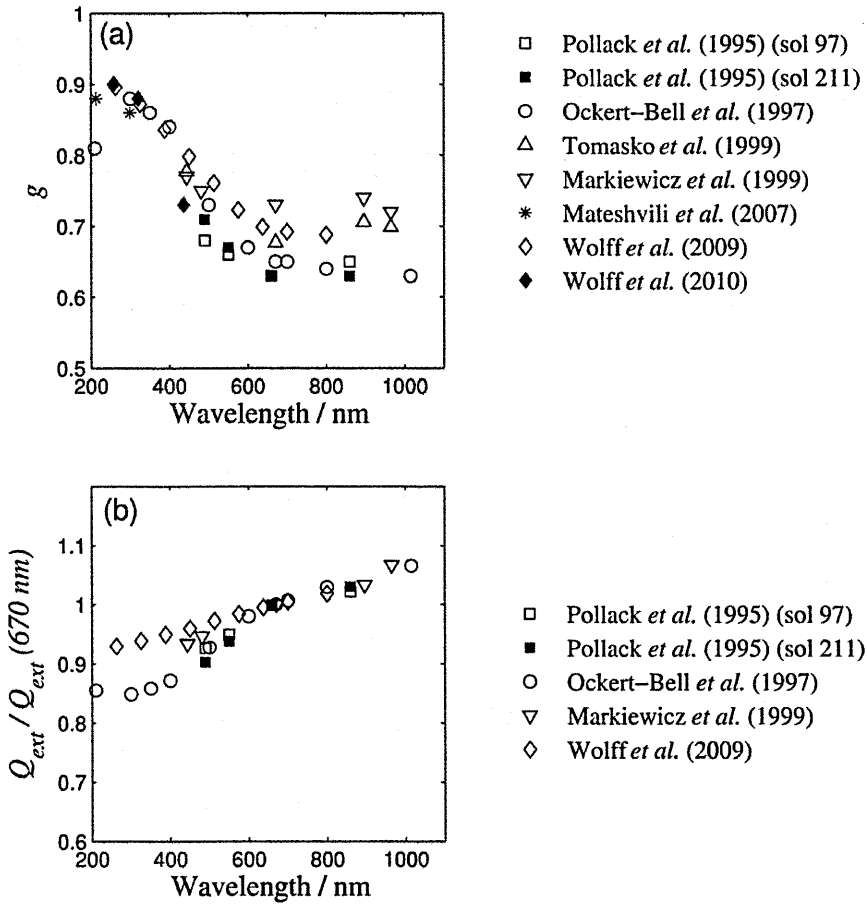 (a)
1
0.9
0.8
0.7
0.6
0.5
g
200 400 600 800 1000
Wavelength / nm
Pollack et al. (1995) (sol 97)
Pollack et al. (1995) (sol 211)
Ockert–Bell et al. (1997)
Tomasko et al. (1999)
Markiewicz et al. (1999)
Mateshvili et al. (2007)
Wolff et al. (2009)
Wolff et al. (2010)
(b)
1.1
1
0.9
0.8
0.7
0.6
Q_ext / Q_ext (670 nm)
200 400 600 800 1000
Wavelength / nm
Pollack et al. (1995) (sol 97)
Pollack et al. (1995) (sol 211)
Ockert–Bell et al. (1997)
Markiewicz et al. (1999)
Wolff et al. (2009)